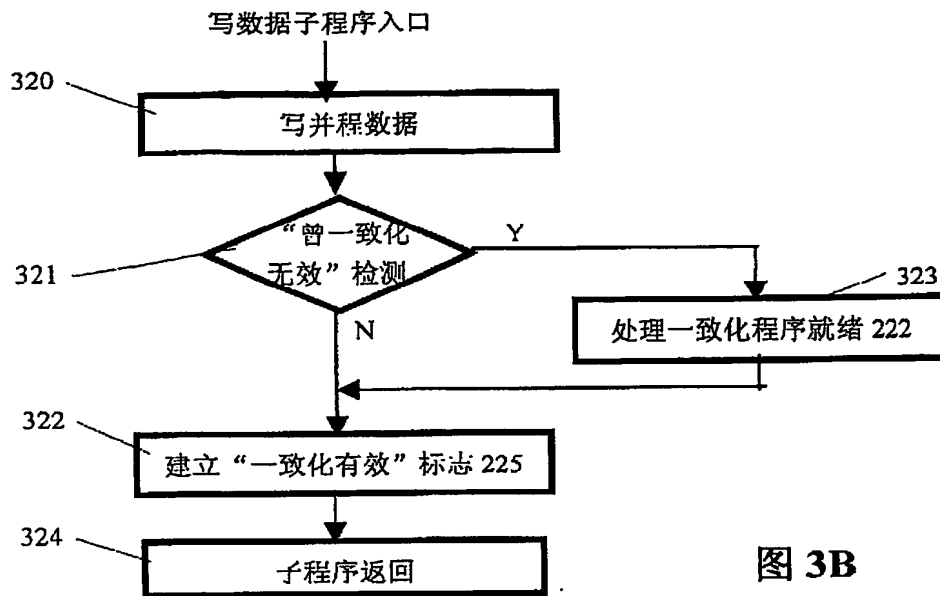 写数据子程序入口
320
写并程数据
“曾一致化
无效”检测
321
Y
N
323
处理一致化程序就绪 222
322
建立“一致化有效”标志 225
324
子程序返回
图 3B